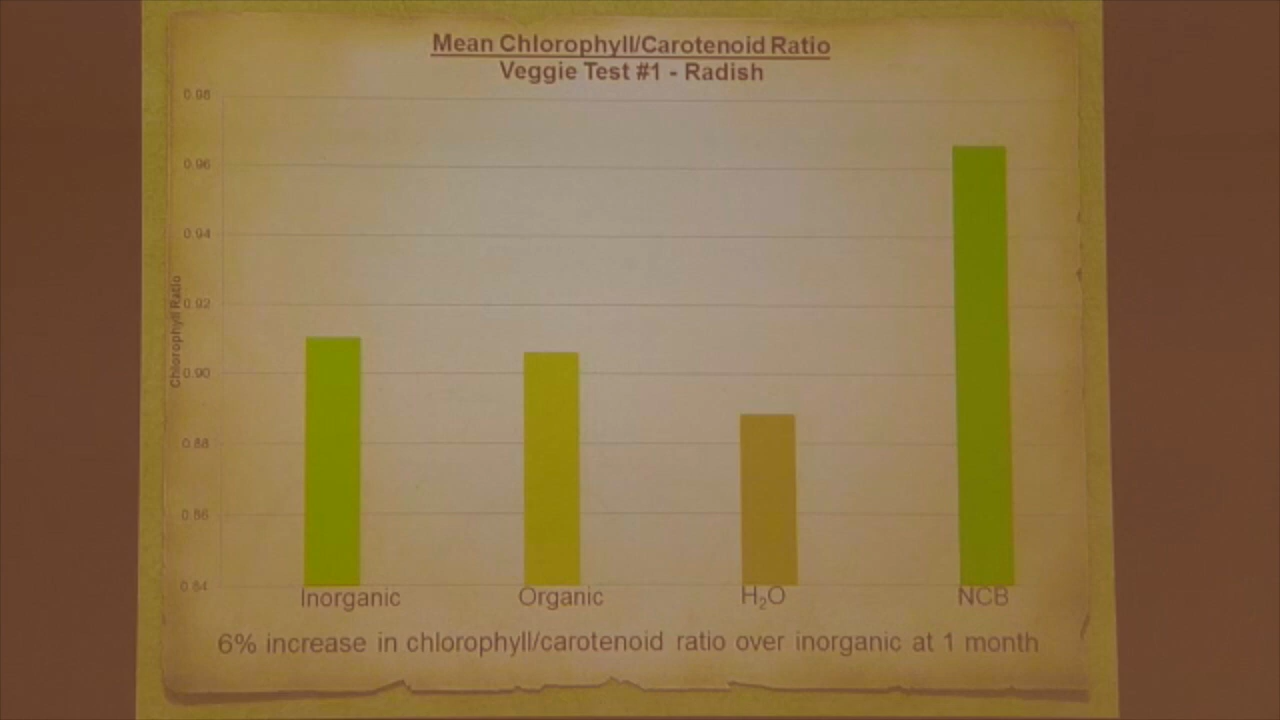 Mean Chlorophyll/Carotenoid Ratio
Veggie Test #1 - Radish
0.98
0.96
0.94
0.92
0.90
0.88
0.86
0.84
Chlorophyll Ratio
Inorganic
Organic
H₂O
NCB
6% increase in chlorophyll/carotenoid ratio over inorganic at 1 month